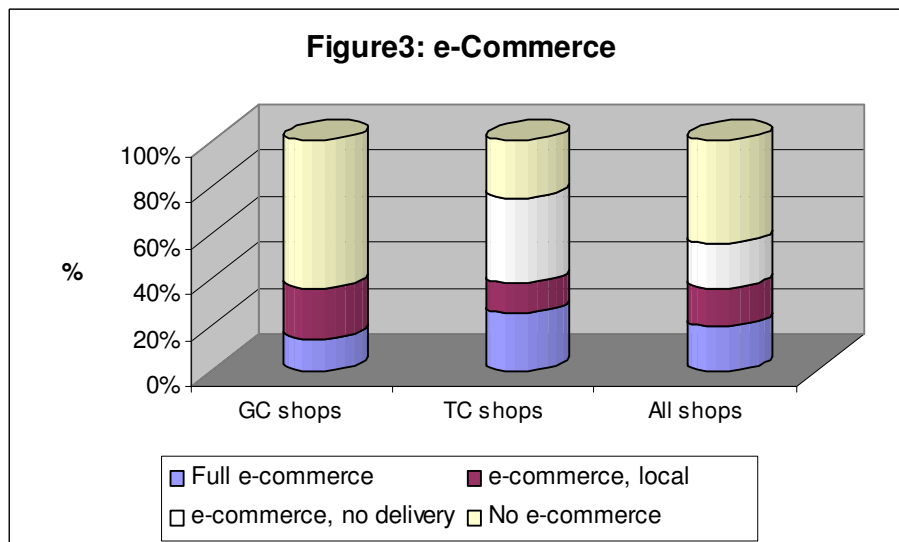 Figure3: e-Commerce
100%
80%
60%
40%
20%
0%
%
GC shops
TC shops
All shops
Full e-commerce
e-commerce, local
e-commerce, no delivery
No e-commerce